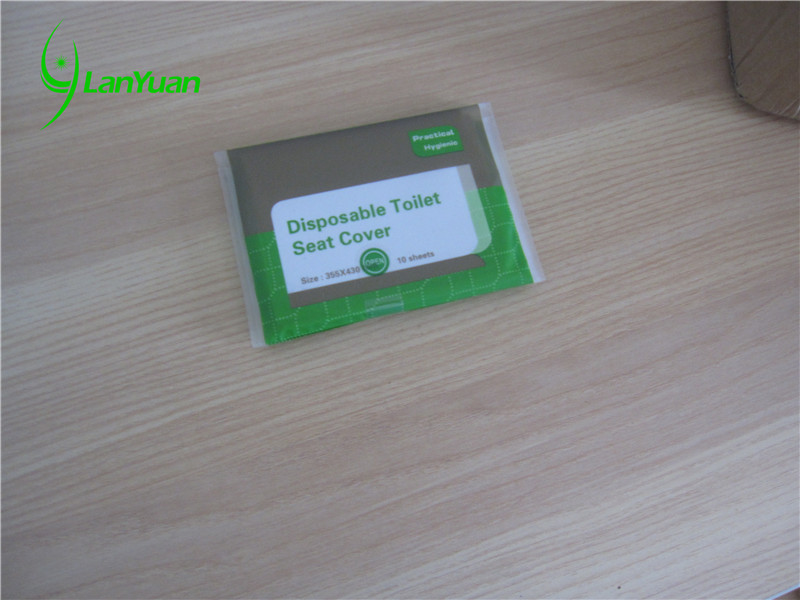 LanYuan
Practical
Hygienic
Disposable Toilet
Seat Cover
OPEN
Size : 355X430
10 sheets